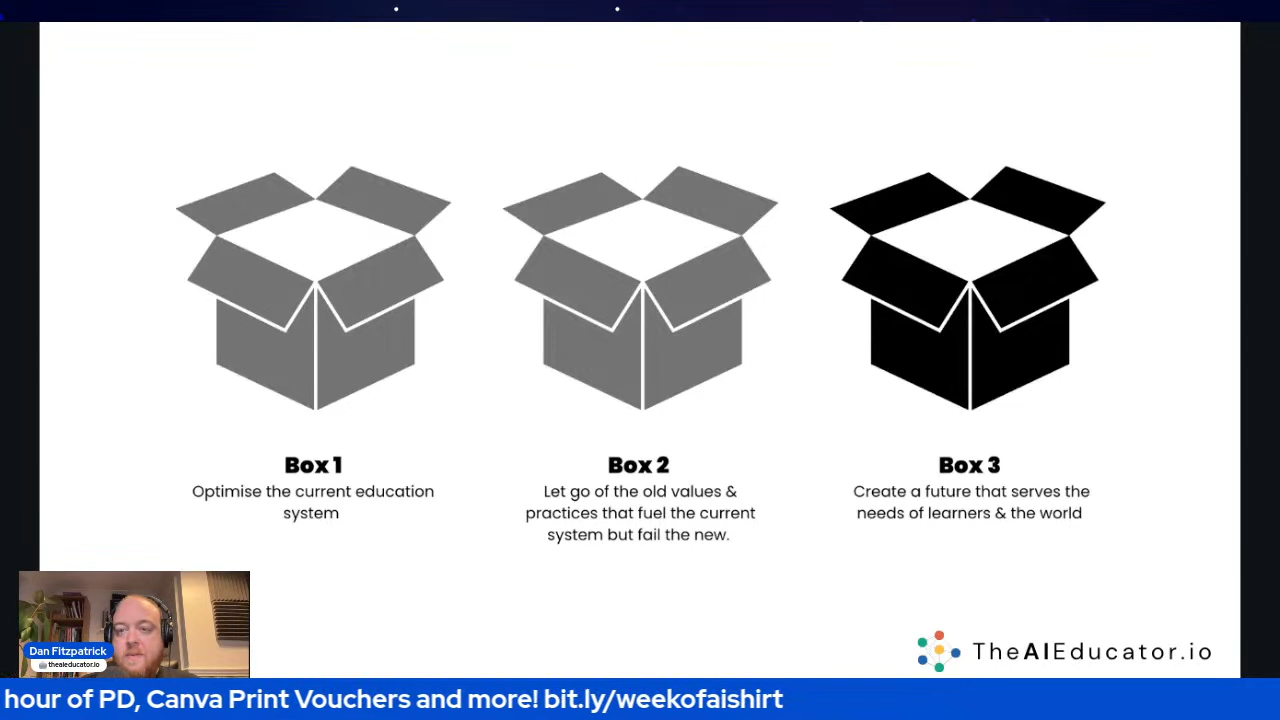 Box 1
Optimise the current education
system
Box 2
Let go of the old values &
practices that fuel the current
system but fail the new.
Box 3
Create a future that serves the
needs of learners & the world
Dan Fitzpatrick
theaieducator.io
TheAIEducator.io
hour of PD, Canva Print Vouchers and more! bit.ly/weekofaishirt